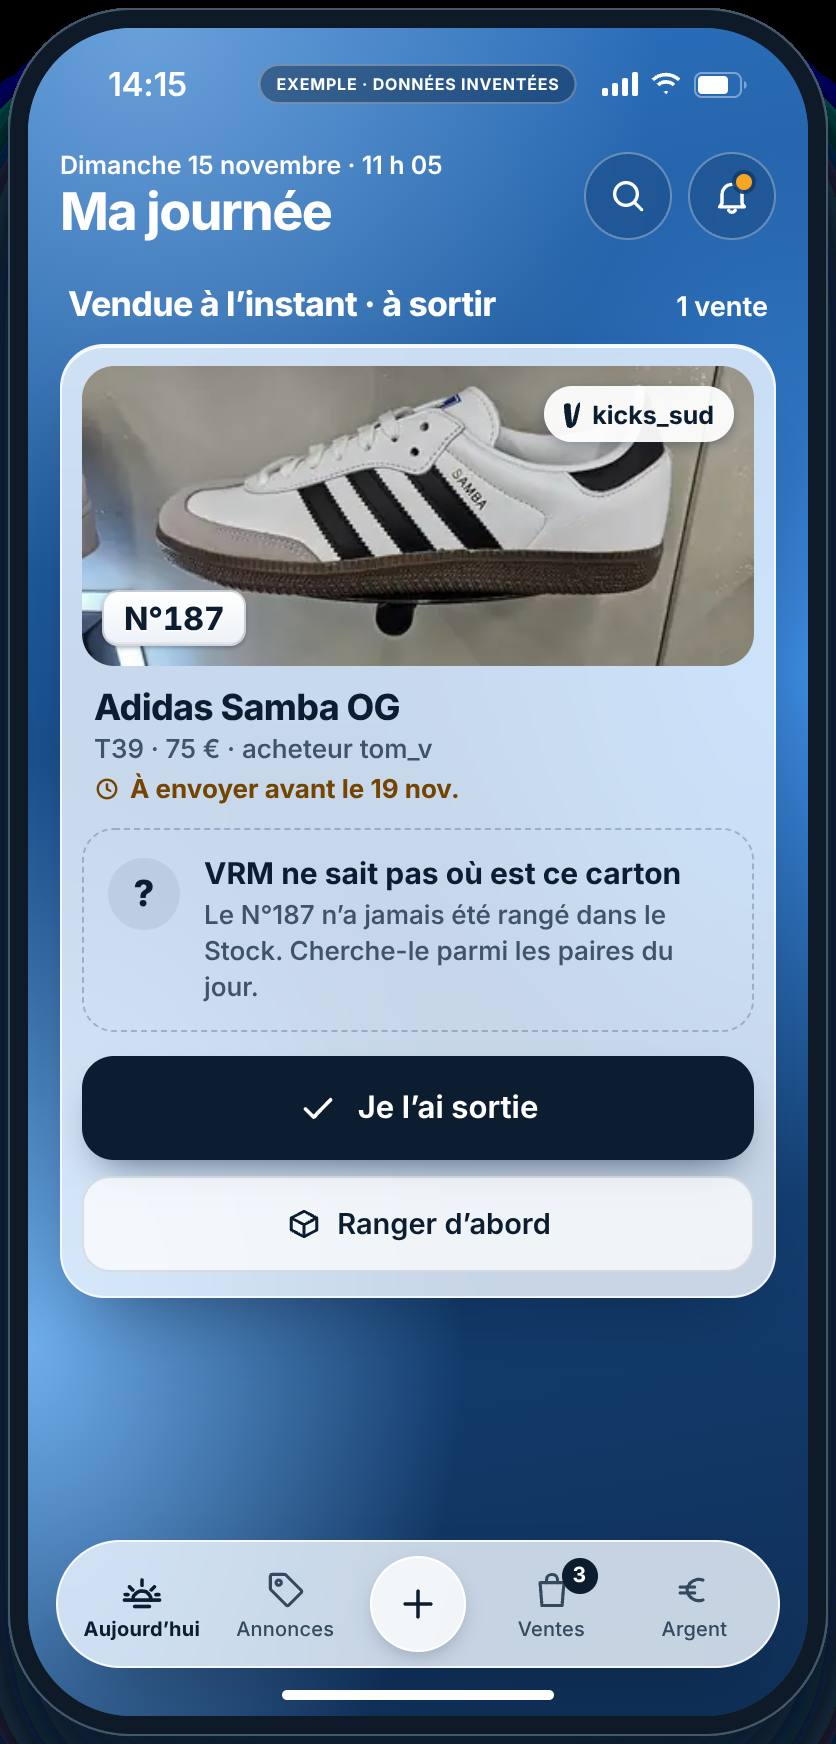 14:15
EXEMPLE · DONNÉES INVENTÉES
Dimanche 15 novembre · 11 h 05
Ma journée
Vendue à l’instant · à sortir
1 vente
kicks_sud
SAMBA
N°187
Adidas Samba OG
T39 · 75 € · acheteur tom_v
À envoyer avant le 19 nov.
?
VRM ne sait pas où est ce carton
Le N°187 n’a jamais été rangé dans le
Stock. Cherche-le parmi les paires du
jour.
Je l’ai sortie
Ranger d’abord
3
Aujourd’hui
Annonces
Ventes
Argent